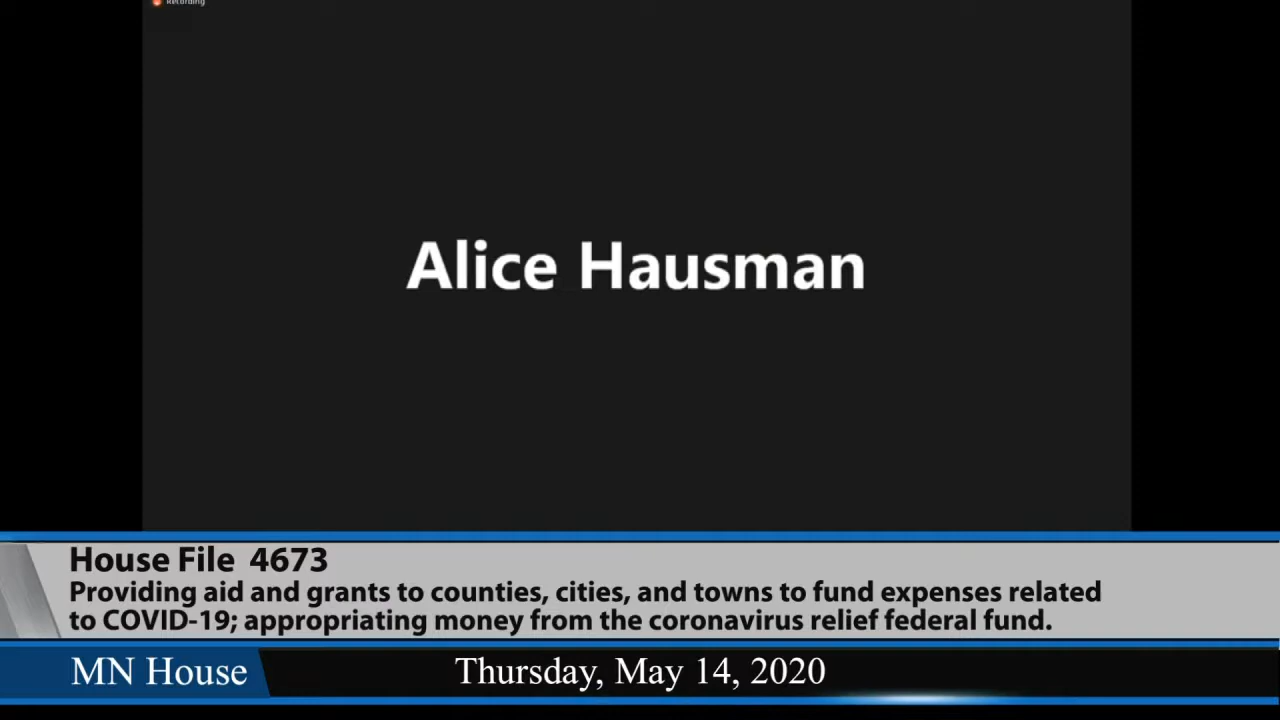 Recording
Alice Hausman
House File 4673
Providing aid and grants to counties, cities, and towns to fund expenses related
to COVID-19; appropriating money from the coronavirus relief federal fund.
MN House
Thursday, May 14, 2020